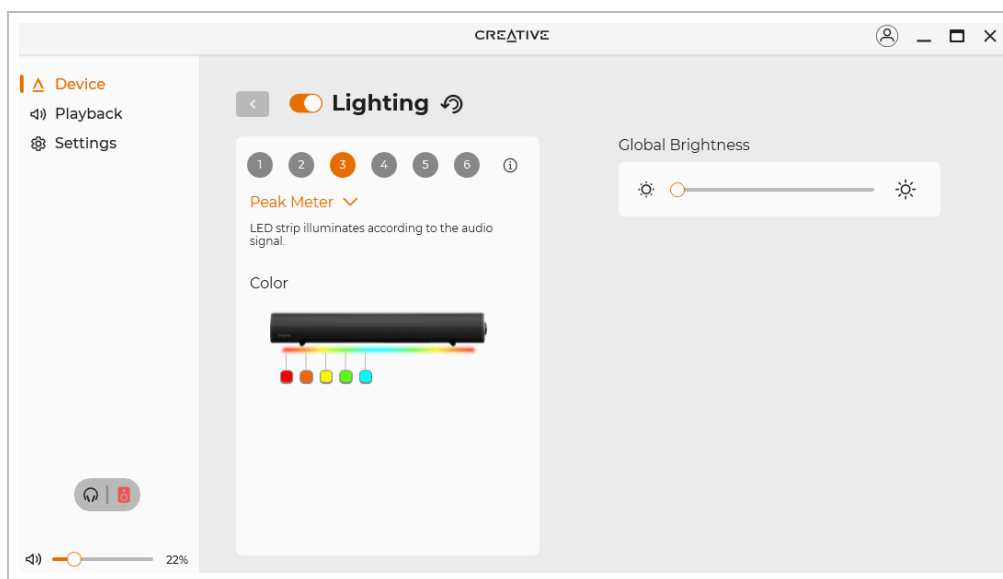 CREATIVE
Device
Playback
Settings
Lighting
1 2 3 4 5 6
Peak Meter
LED strip illuminates according to the audio
signal.
Color
Global Brightness
22%